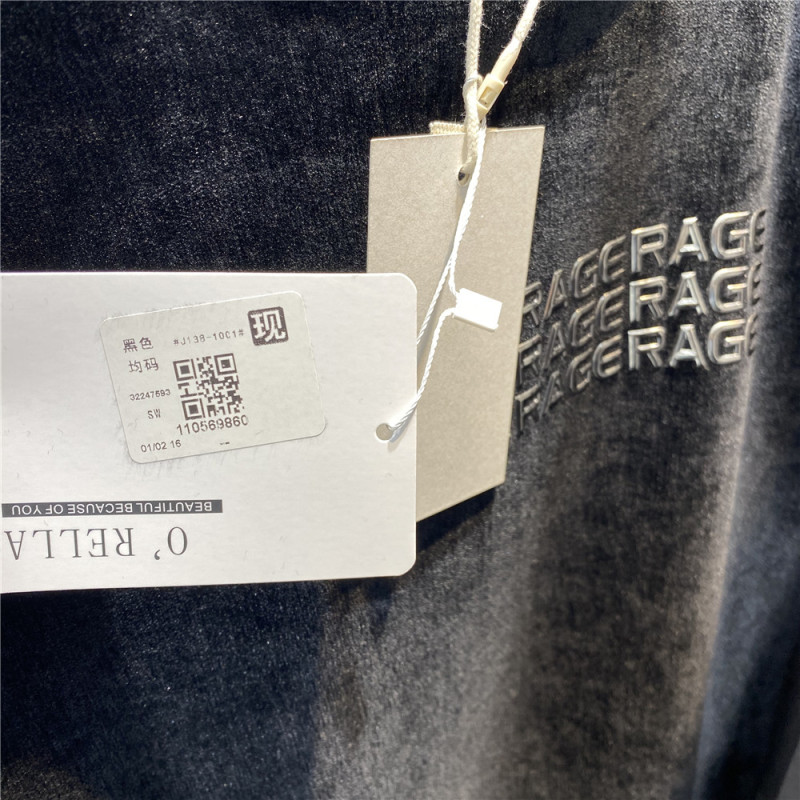 黑色 #J138-1001# 现
均码
32247593
SW
110569860
01/02 16
BEAUTIFUL BECAUSE OF YOU
O' RELLA
RAGERAGE
RAGERAGE
RAGERAGE